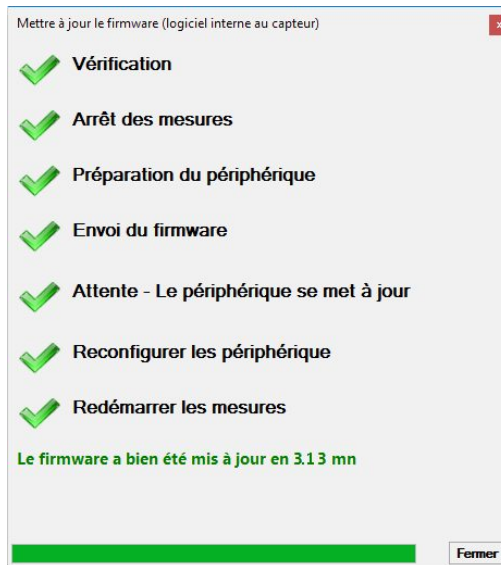 Mettre à jour le firmware (logiciel interne au capteur)
x
Vérification
Arrêt des mesures
Préparation du périphérique
Envoi du firmware
Attente - Le périphérique se met à jour
Reconfigurer les périphérique
Redémarrer les mesures
Le firmware a bien été mis à jour en 3.13 mn
Fermer